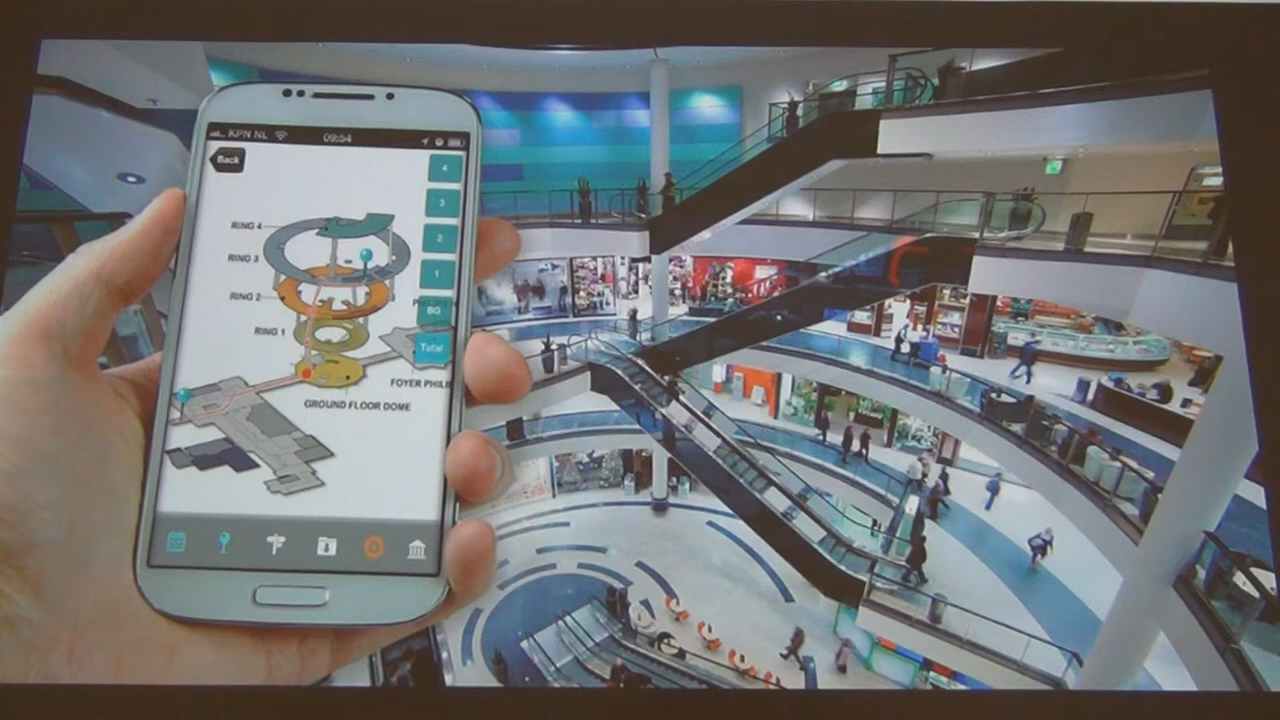 KPN NL
09:54
Back
4
3
2
1
BG
Total
RING 4
RING 3
RING 2
RING 1
FOYER PHILI
GROUND FLOOR DOME